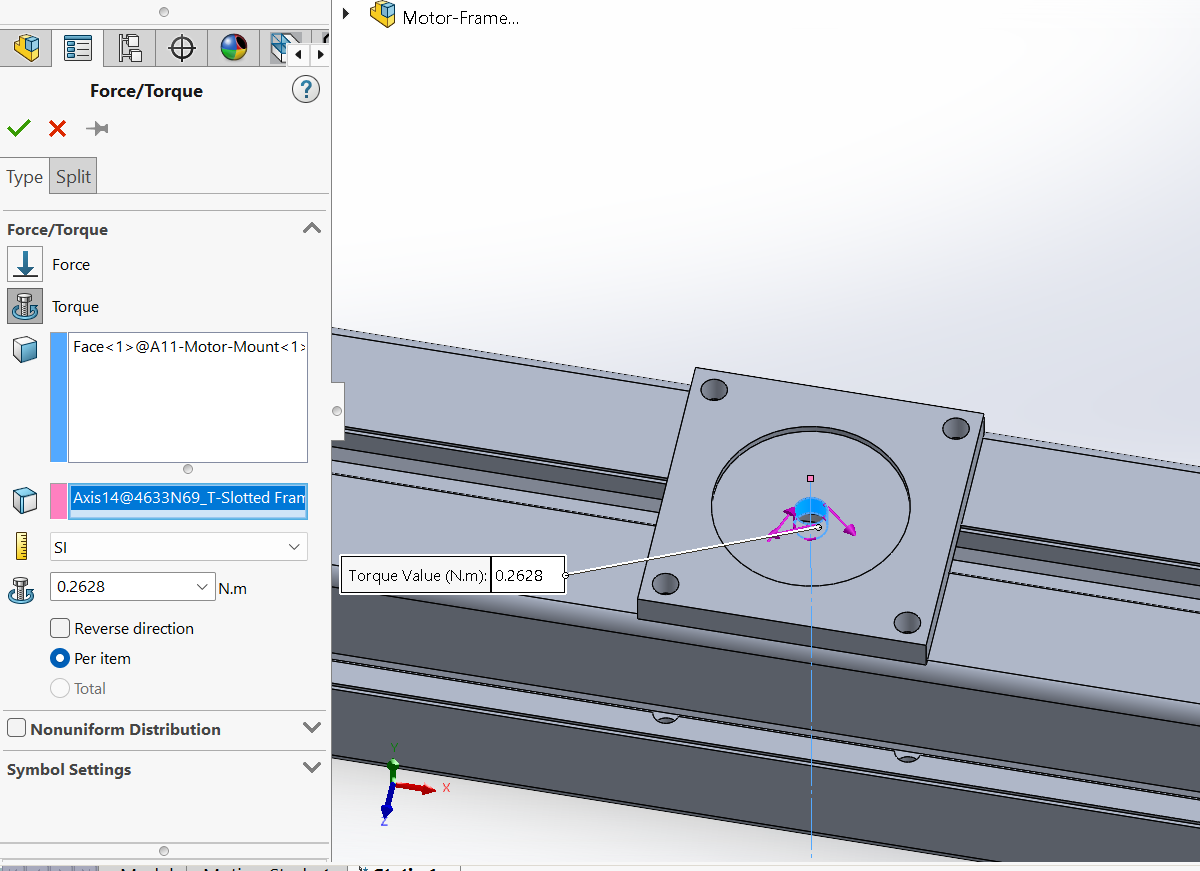 Motor-Frame...
Force/Torque
?
Type
Split
Force/Torque
Force
Torque
Face<1>@A11-Motor-Mount<1>
Axis14@4633N69_T-Slotted Fram
SI
0.2628
N.m
Reverse direction
Per item
Total
Nonuniform Distribution
Symbol Settings
Torque Value (N.m): 0.2628
Y
X
Z